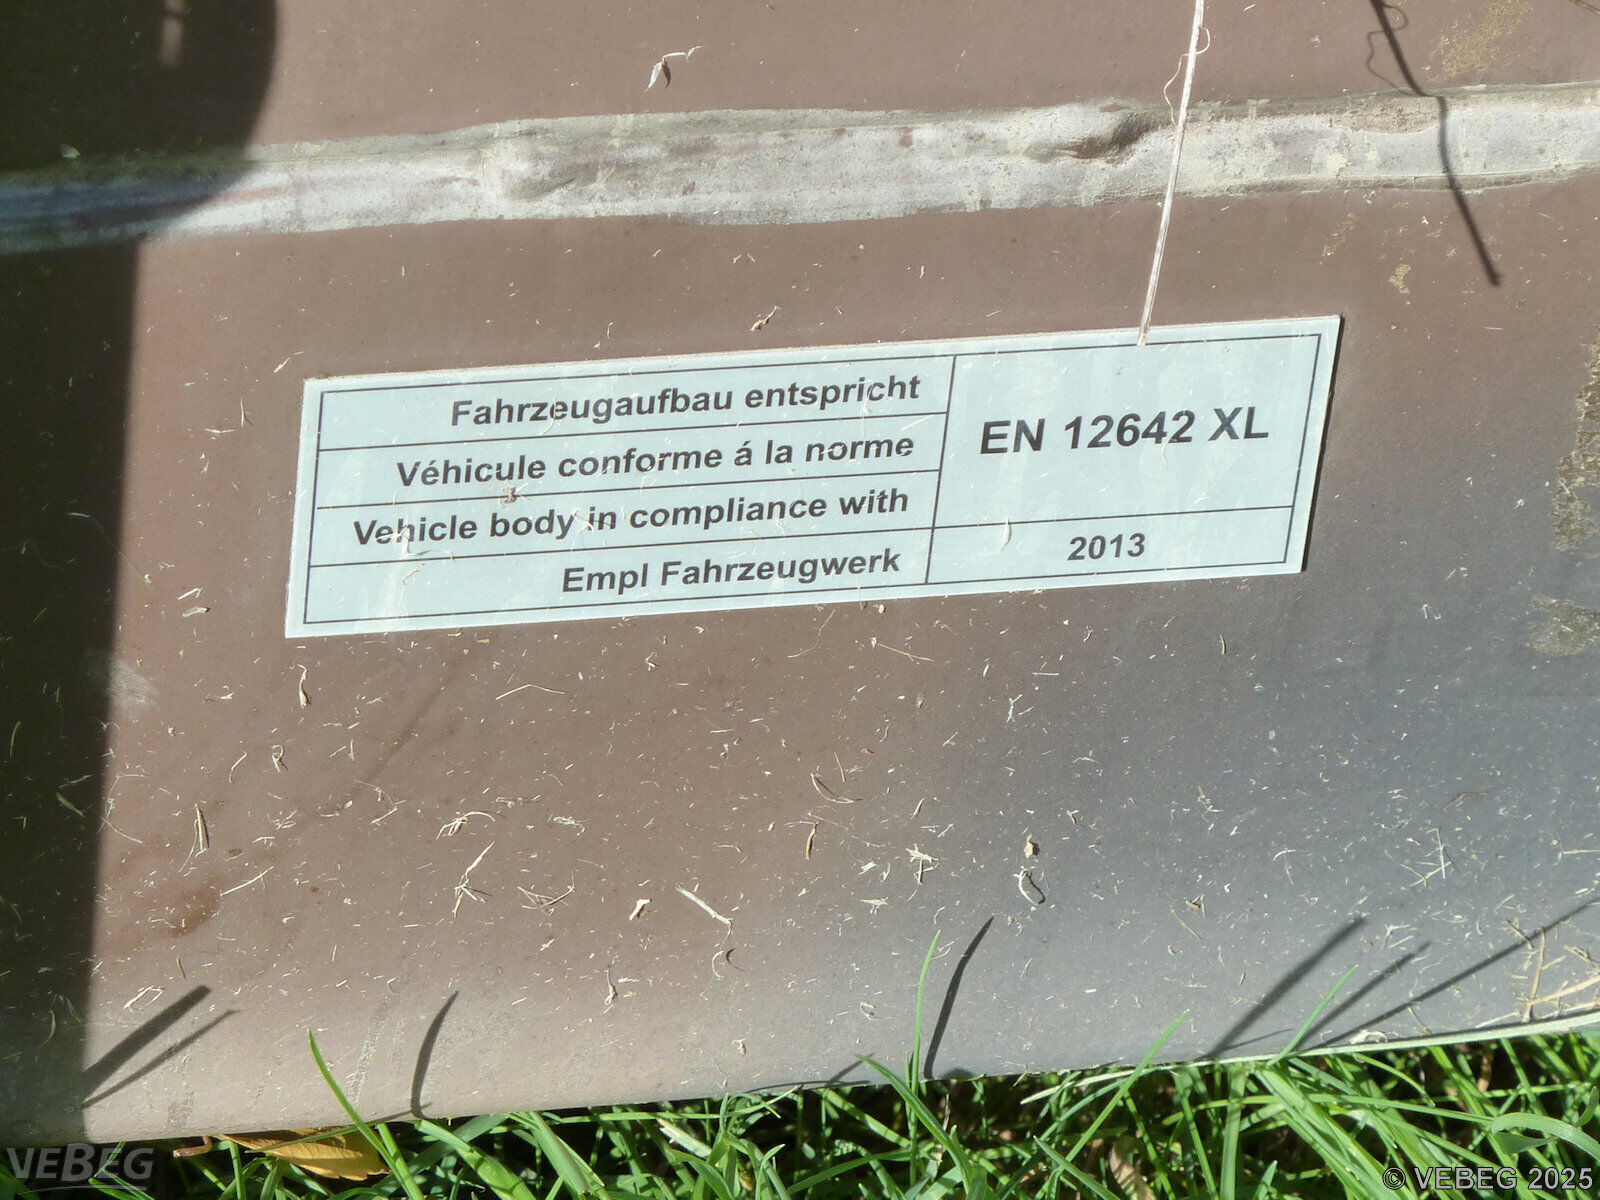 Fahrzeugaufbau entspricht
Véhicule conforme á la norme
Vehicle body in compliance with
EN 12642 XL
Empl Fahrzeugwerk
2013
VEBEG
© VEBEG 2025